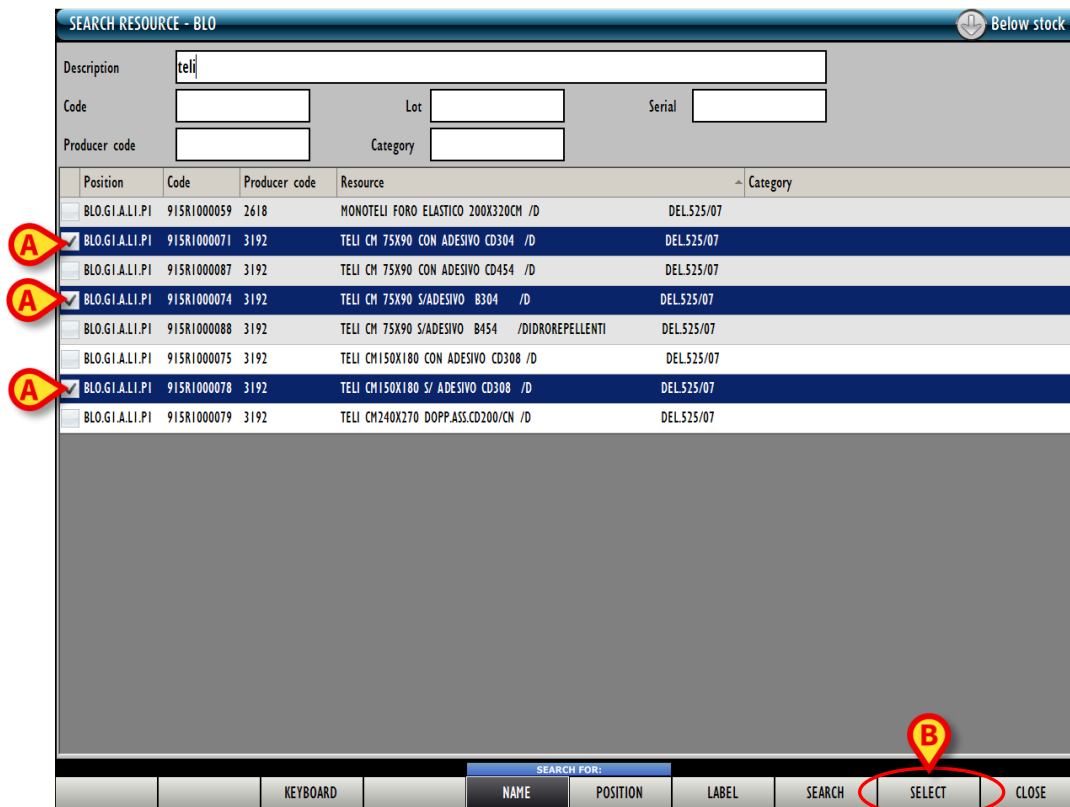 SEARCH RESOURCE - BLO Below stock
Description teli
Code Lot Serial
Producer code Category
Position Code Producer code Resource Category
BLO.G1.A.L1.P1 915R1000059 2618 MONOTELI FORO ELASTICO 200X320CM /D DEL.525/07
A BLO.G1.A.L1.P1 915R1000071 3192 TELI CM 75X90 CON ADESIVO CD304 /D DEL.525/07
BLO.G1.A.L1.P1 915R1000087 3192 TELI CM 75X90 CON ADESIVO CD454 /D DEL.525/07
A BLO.G1.A.L1.P1 915R1000074 3192 TELI CM 75X90 S/ADESIVO B304 /D DEL.525/07
BLO.G1.A.L1.P1 915R1000088 3192 TELI CM 75X90 S/ADESIVO B454 /DIDROREPELLENTI DEL.525/07
BLO.G1.A.L1.P1 915R1000075 3192 TELI CM150X180 CON ADESIVO CD308 /D DEL.525/07
A BLO.G1.A.L1.P1 915R1000078 3192 TELI CM150X180 S/ ADESIVO CD308 /D DEL.525/07
BLO.G1.A.L1.P1 915R1000079 3192 TELI CM240X270 DOPP.ASS.CD200/CN /D DEL.525/07
B
SEARCH FOR:
KEYBOARD NAME POSITION LABEL SEARCH SELECT CLOSE